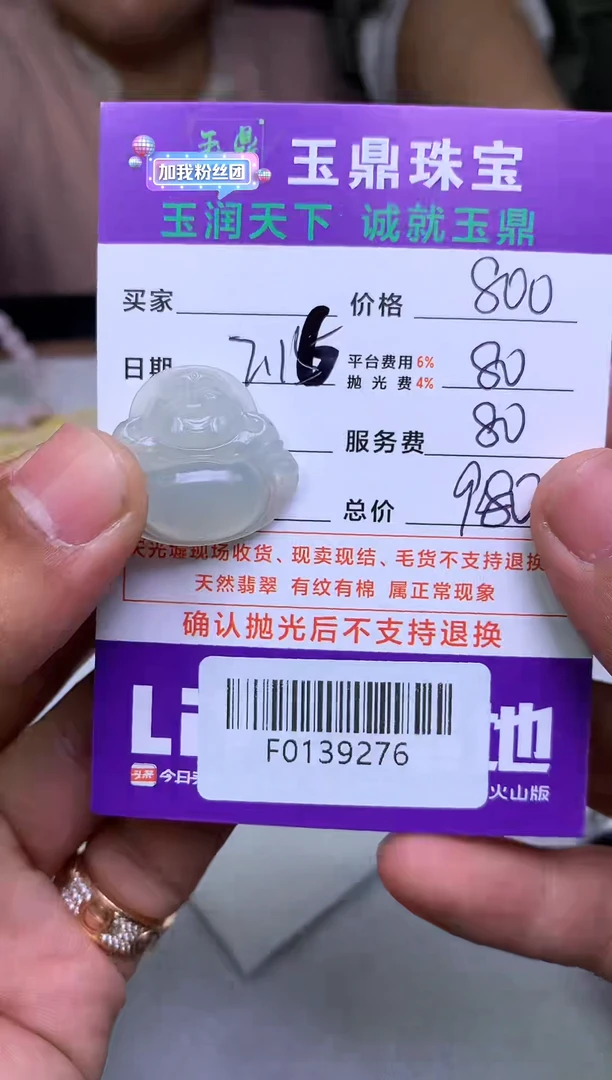 玉鼎
加我粉丝团
玉鼎珠宝
玉润天下 诚就玉鼎
买家 价格 800
日期 平台费用6%
抛光费4% 80
服务费 80
总价 980
天光墟现场收货、现卖现结、毛货不支持退换
天然翡翠 有纹有棉 属正常现象
确认抛光后不支持退换
地
F0139276
头条 今日 火山版